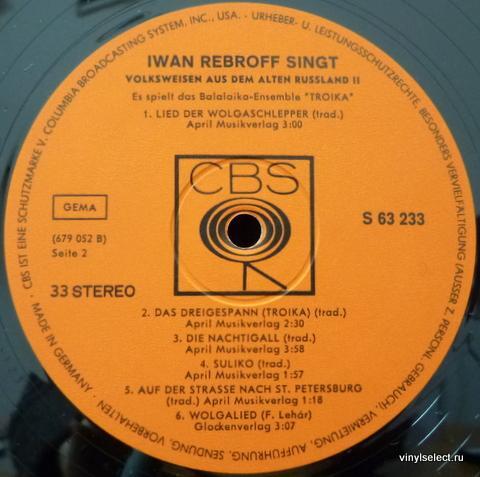 CBS IST EINE SCHUTZMARKE V. COLUMBIA BROADCASTING SYSTEM, INC., USA. · URHEBER- U. LEISTUNGSSCHUTZRECHTE, BESONDERS VERVIELFÄLTIGUNG (AUSSER Z. PERSÖNL. GEBRAUCH), VERMIETUNG, AUFFÜHRUNG, SENDUNG, VORBEHALTEN · MADE IN GERMANY ·
IWAN REBROFF SINGT
VOLKSWEISEN AUS DEM ALTEN RUSSLAND II
Es spielt das Balalaika-Ensemble "TROIKA"
1. LIED DER WOLGASCHLEPPER (trad.)
April Musikverlag 3:00
CBS
GEMA
S 63 233
(679 052 B)
Seite 2
33 STEREO
2. DAS DREIGESPANN (TROIKA) (trad.)
April Musikverlag 2:30
3. DIE NACHTIGALL (trad.)
April Musikverlag 3:58
4. SULIKO (trad.)
April Musikverlag 1:57
5. AUF DER STRASSE NACH ST. PETERSBURG
(trad.) April Musikverlag 1:18
6. WOLGALIED (F. Lehár)
Glockenverlag 3:07
vinylselect.ru